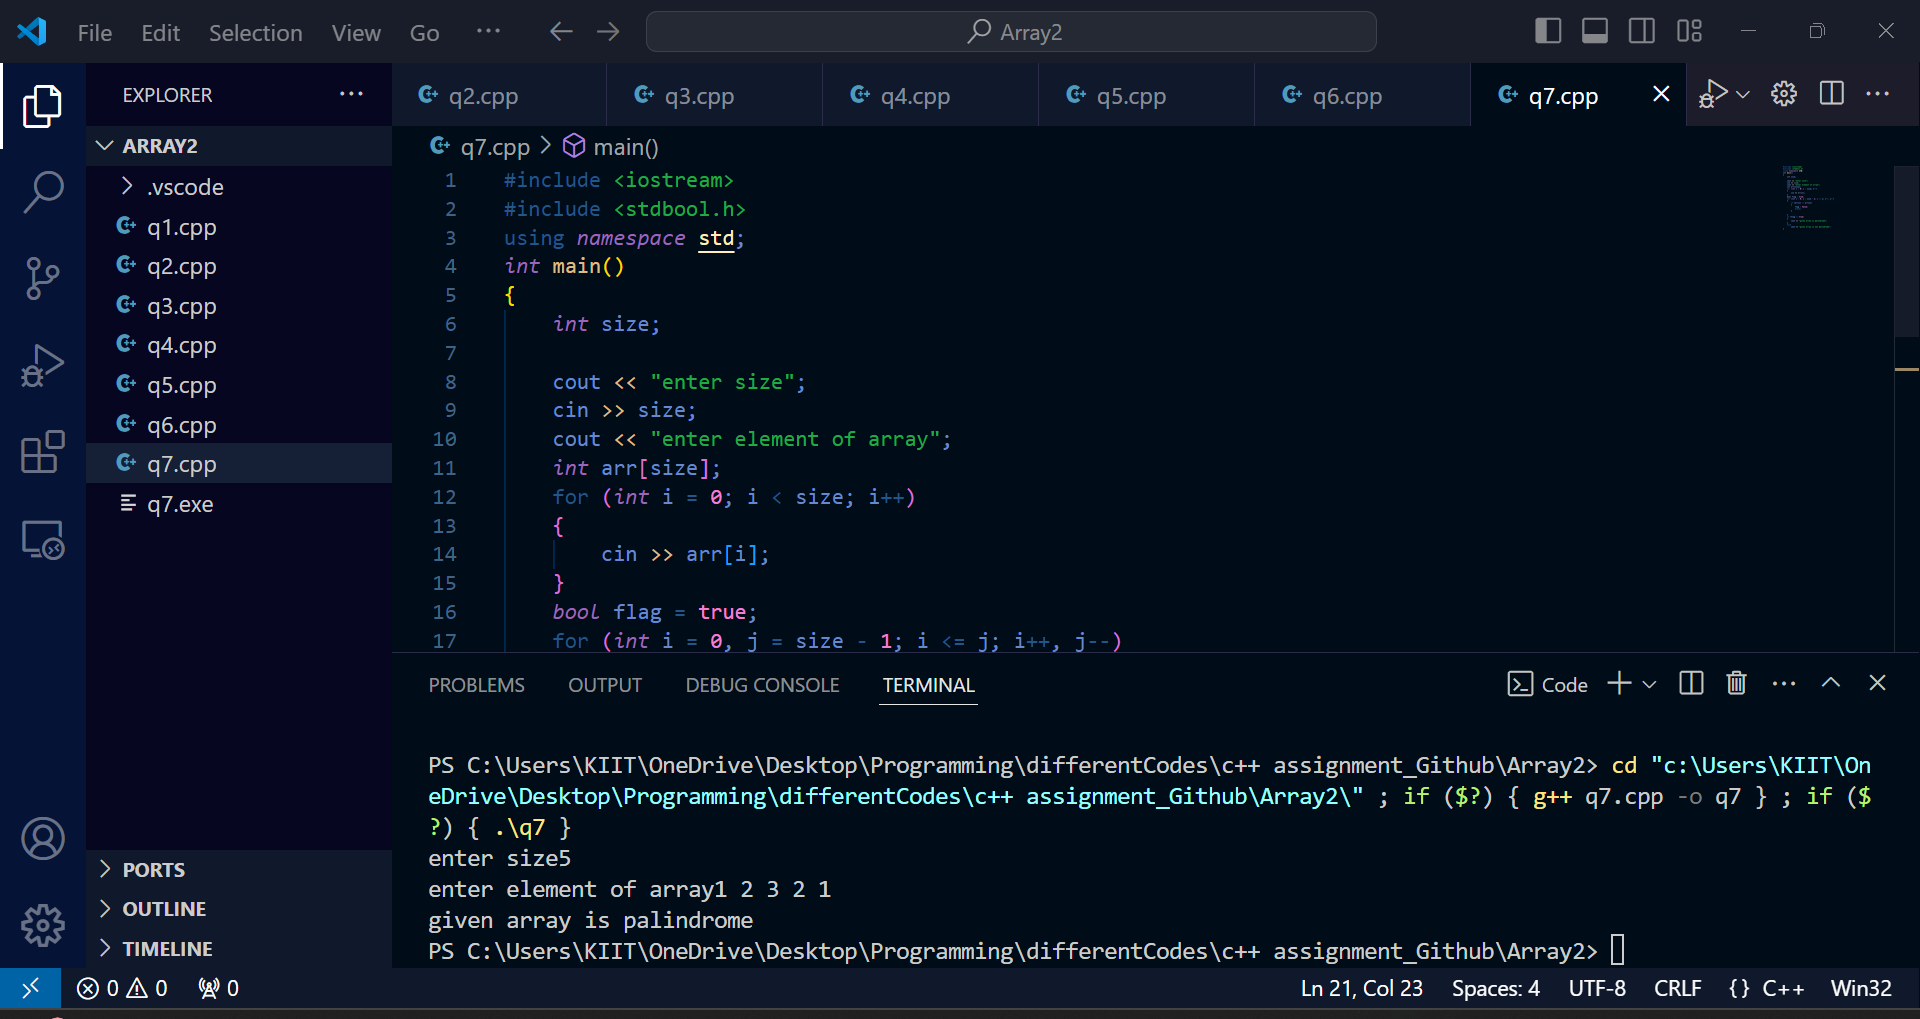 File Edit Selection View Go ··· Array2
EXPLORER ···
ARRAY2
.vscode
q1.cpp
q2.cpp
q3.cpp
q4.cpp
q5.cpp
q6.cpp
q7.cpp
q7.exe
PORTS
OUTLINE
TIMELINE
q2.cpp q3.cpp q4.cpp q5.cpp q6.cpp q7.cpp
q7.cpp > main()
1 #include <iostream>
2 #include <stdbool.h>
3 using namespace std;
4 int main()
5 {
6 int size;
7
8 cout << "enter size";
9 cin >> size;
10 cout << "enter element of array";
11 int arr[size];
12 for (int i = 0; i < size; i++)
13 {
14 cin >> arr[i];
15 }
16 bool flag = true;
17 for (int i = 0, j = size - 1; i <= j; i++, j--)
PROBLEMS OUTPUT DEBUG CONSOLE TERMINAL Code
PS C:\Users\KIIT\OneDrive\Desktop\Programming\differentCodes\c++ assignment_Github\Array2> cd "c:\Users\KIIT\On
eDrive\Desktop\Programming\differentCodes\c++ assignment_Github\Array2\" ; if ($?) { g++ q7.cpp -o q7 } ; if ($
?) { .\q7 }
enter size5
enter element of array1 2 3 2 1
given array is palindrome
PS C:\Users\KIIT\OneDrive\Desktop\Programming\differentCodes\c++ assignment_Github\Array2>
0 0 0 Ln 21, Col 23 Spaces: 4 UTF-8 CRLF {} C++ Win32